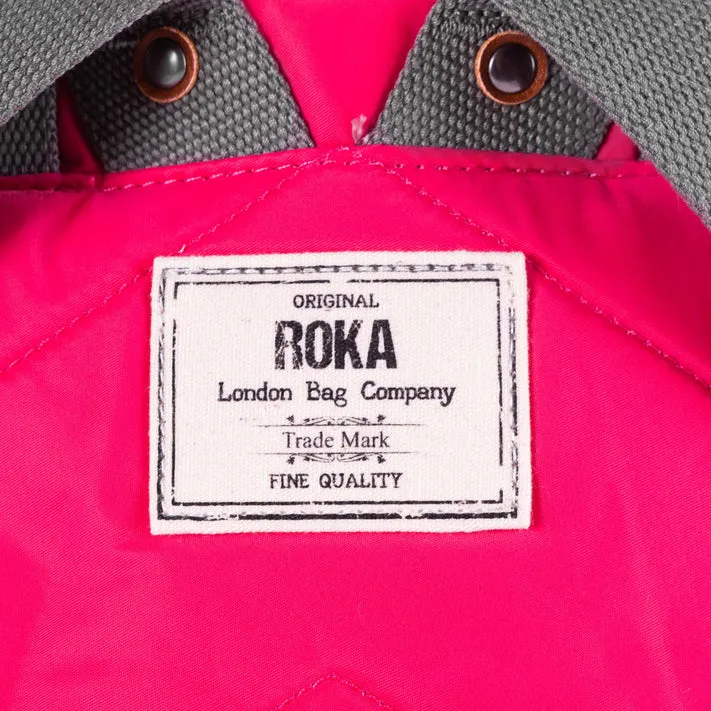 ORIGINAL
ROKA
London Bag Company
Trade Mark
FINE QUALITY